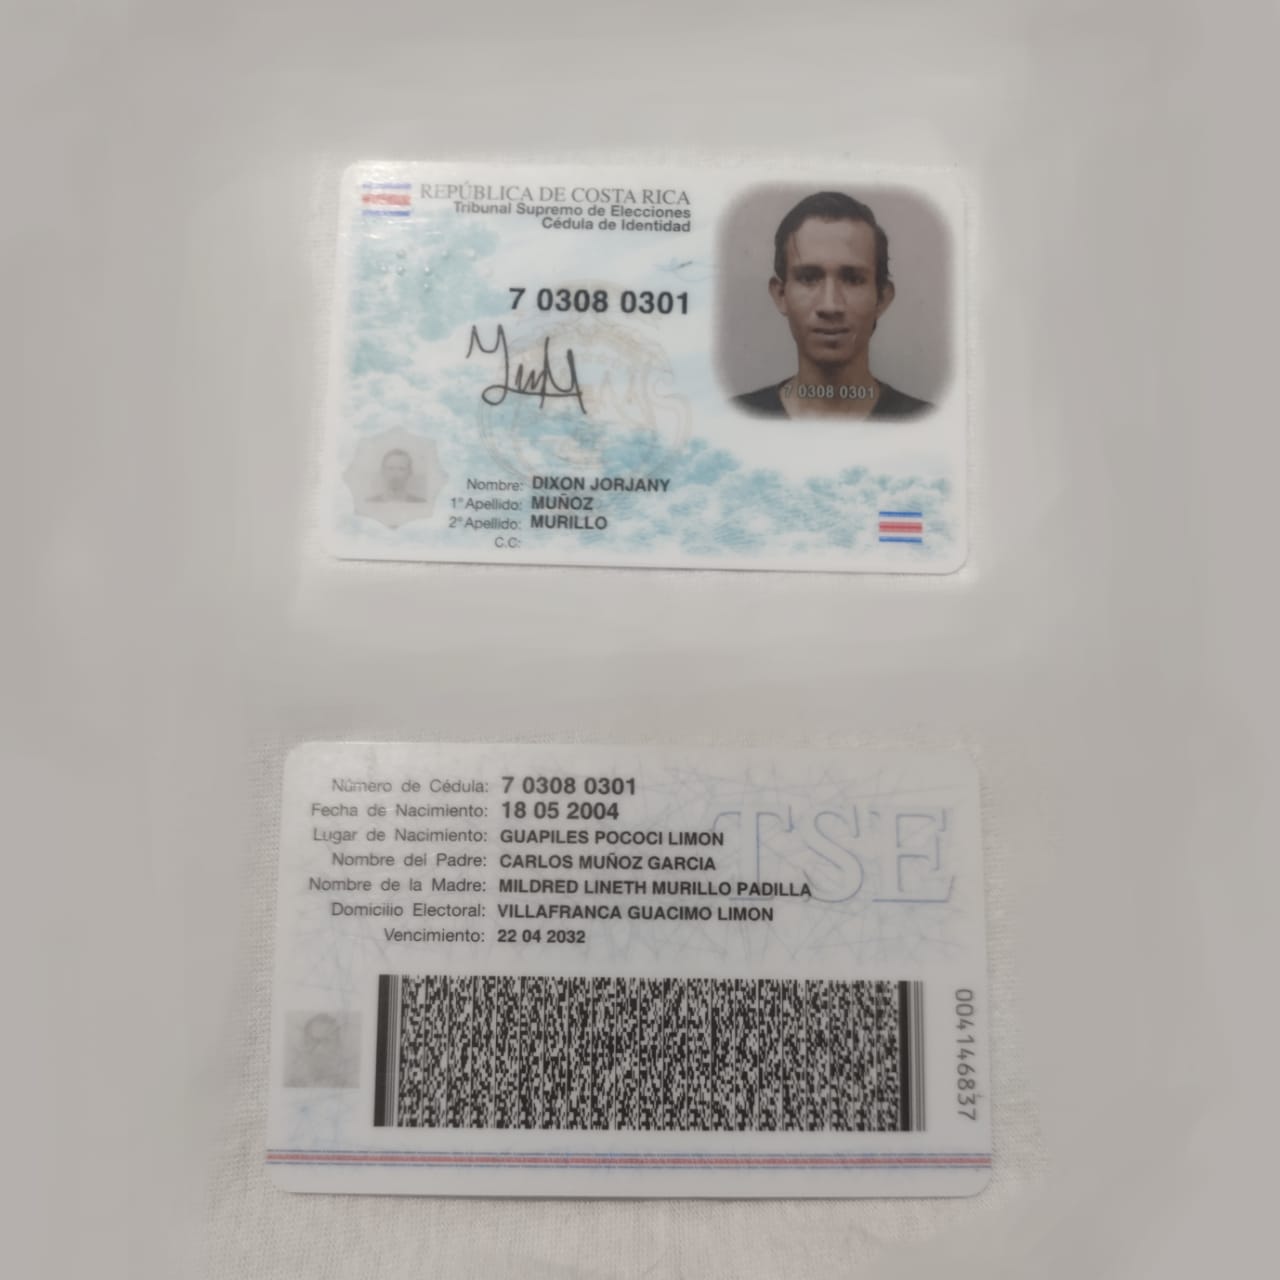 REPÚBLICA DE COSTA RICA
Tribunal Supremo de Elecciones
Cédula de Identidad
7 0308 0301
7 0308 0301
Nombre: DIXON JORJANY
1° Apellido: MUÑOZ
2° Apellido: MURILLO
C.C:
Número de Cédula: 7 0308 0301
Fecha de Nacimiento: 18 05 2004
Lugar de Nacimiento: GUAPILES POCOCI LIMON
Nombre del Padre: CARLOS MUÑOZ GARCIA
Nombre de la Madre: MILDRED LINETH MURILLO PADILLA
Domicilio Electoral: VILLAFRANCA GUACIMO LIMON
Vencimiento: 22 04 2032
TSE
004146837